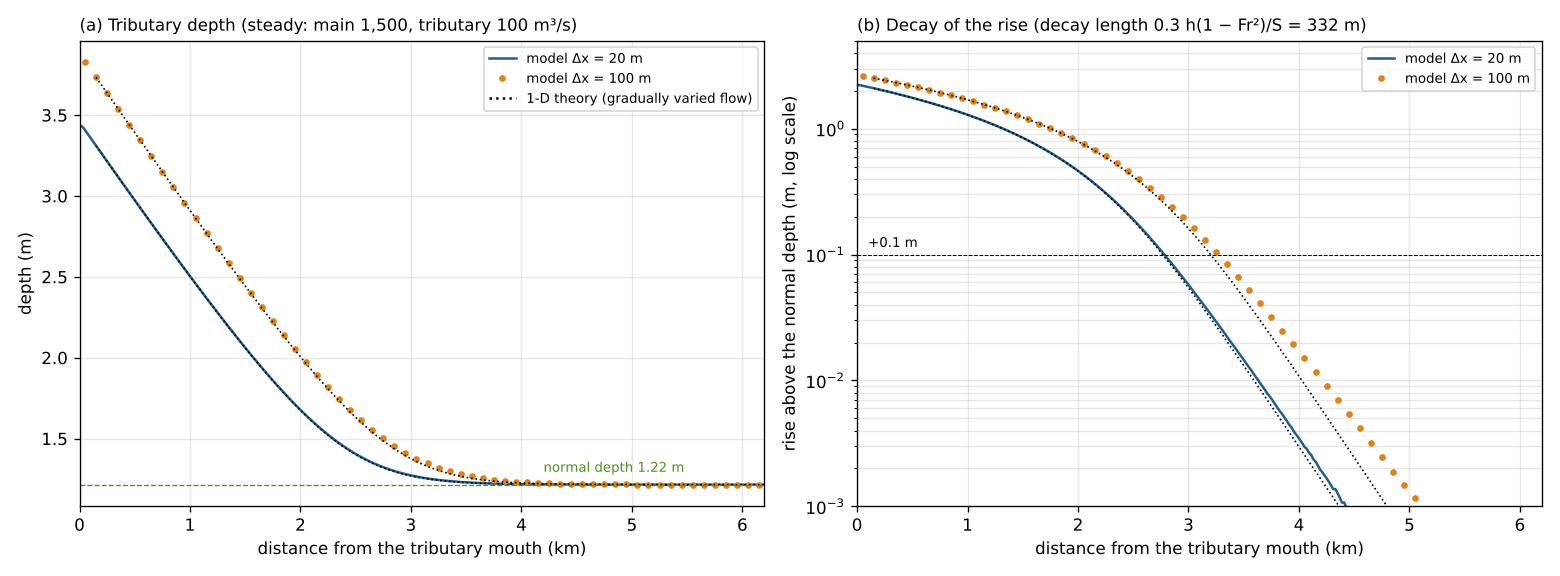 (a) Tributary depth (steady: main 1,500, tributary 100 m³/s)
model Δx = 20 m
model Δx = 100 m
1-D theory (gradually varied flow)
normal depth 1.22 m
depth (m)
3.5
3.0
2.5
2.0
1.5
0 1 2 3 4 5 6
distance from the tributary mouth (km)
(b) Decay of the rise (decay length 0.3 h(1 − Fr²)/S = 332 m)
model Δx = 20 m
model Δx = 100 m
+0.1 m
rise above the normal depth (m, log scale)
10⁰
10⁻¹
10⁻²
10⁻³
0 1 2 3 4 5 6
distance from the tributary mouth (km)